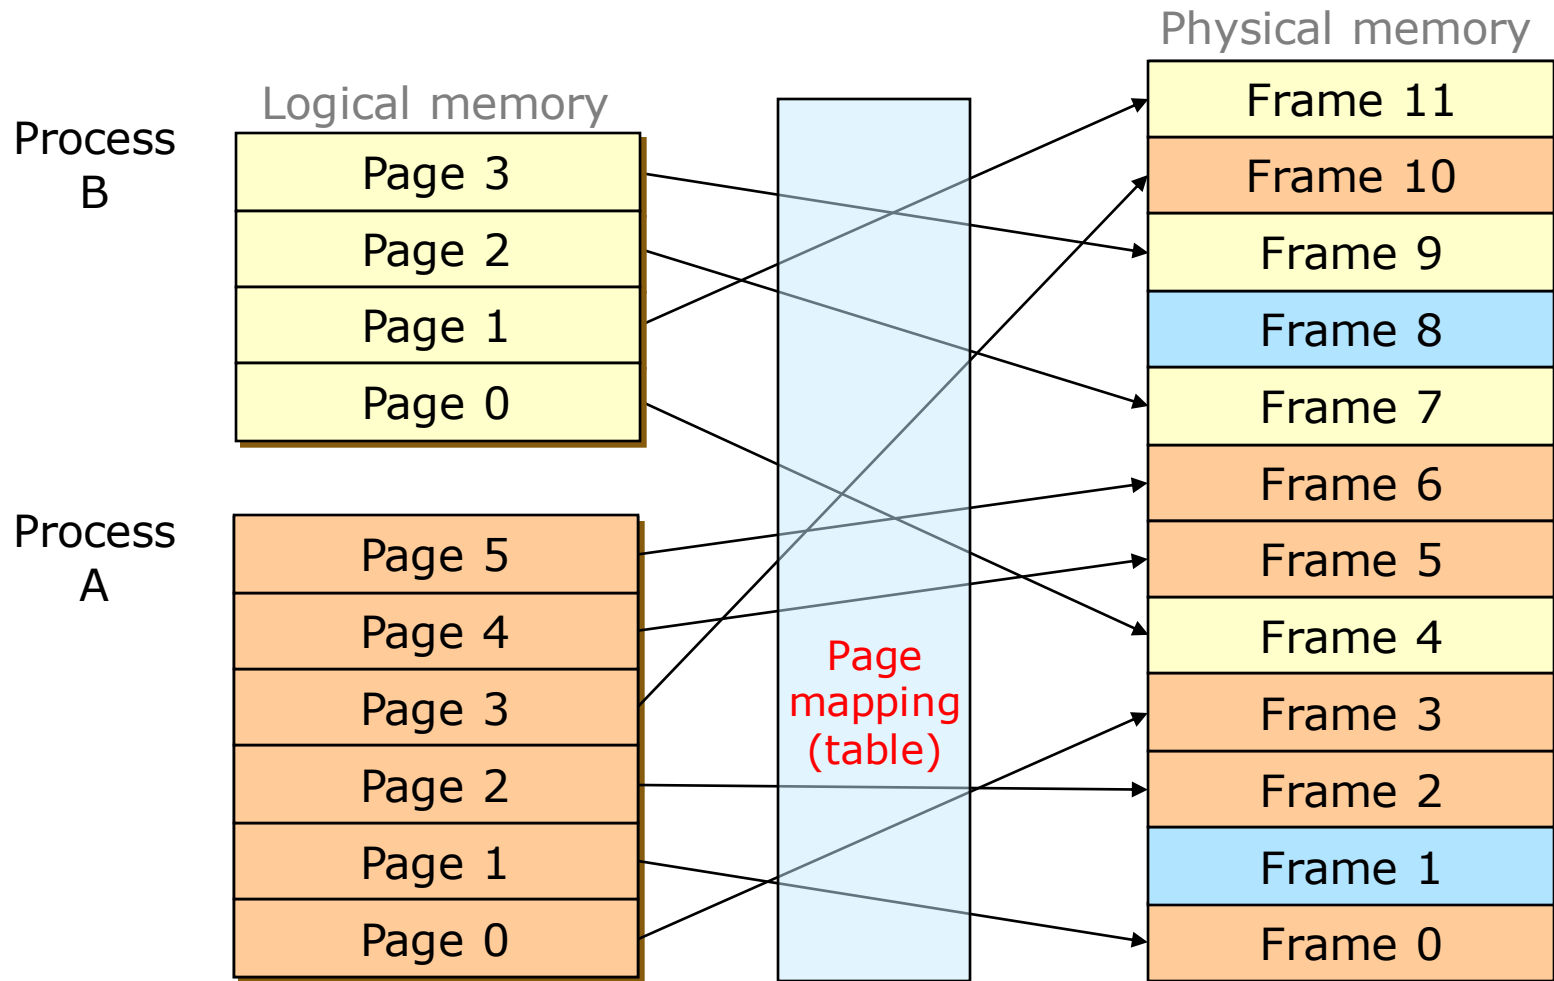 Physical memory
Logical memory
Process
B
Page 3
Page 2
Page 1
Page 0
Process
A
Page 5
Page 4
Page 3
Page 2
Page 1
Page 0
Page
mapping
(table)
Frame 11
Frame 10
Frame 9
Frame 8
Frame 7
Frame 6
Frame 5
Frame 4
Frame 3
Frame 2
Frame 1
Frame 0